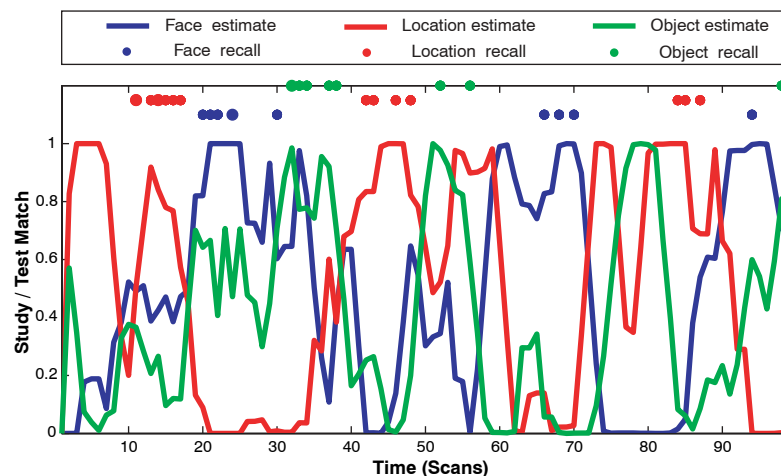 Face estimate Location estimate Object estimate
Face recall Location recall Object recall
1
0.8
0.6
0.4
0.2
0
Study / Test Match
10 20 30 40 50 60 70 80 90
Time (Scans)